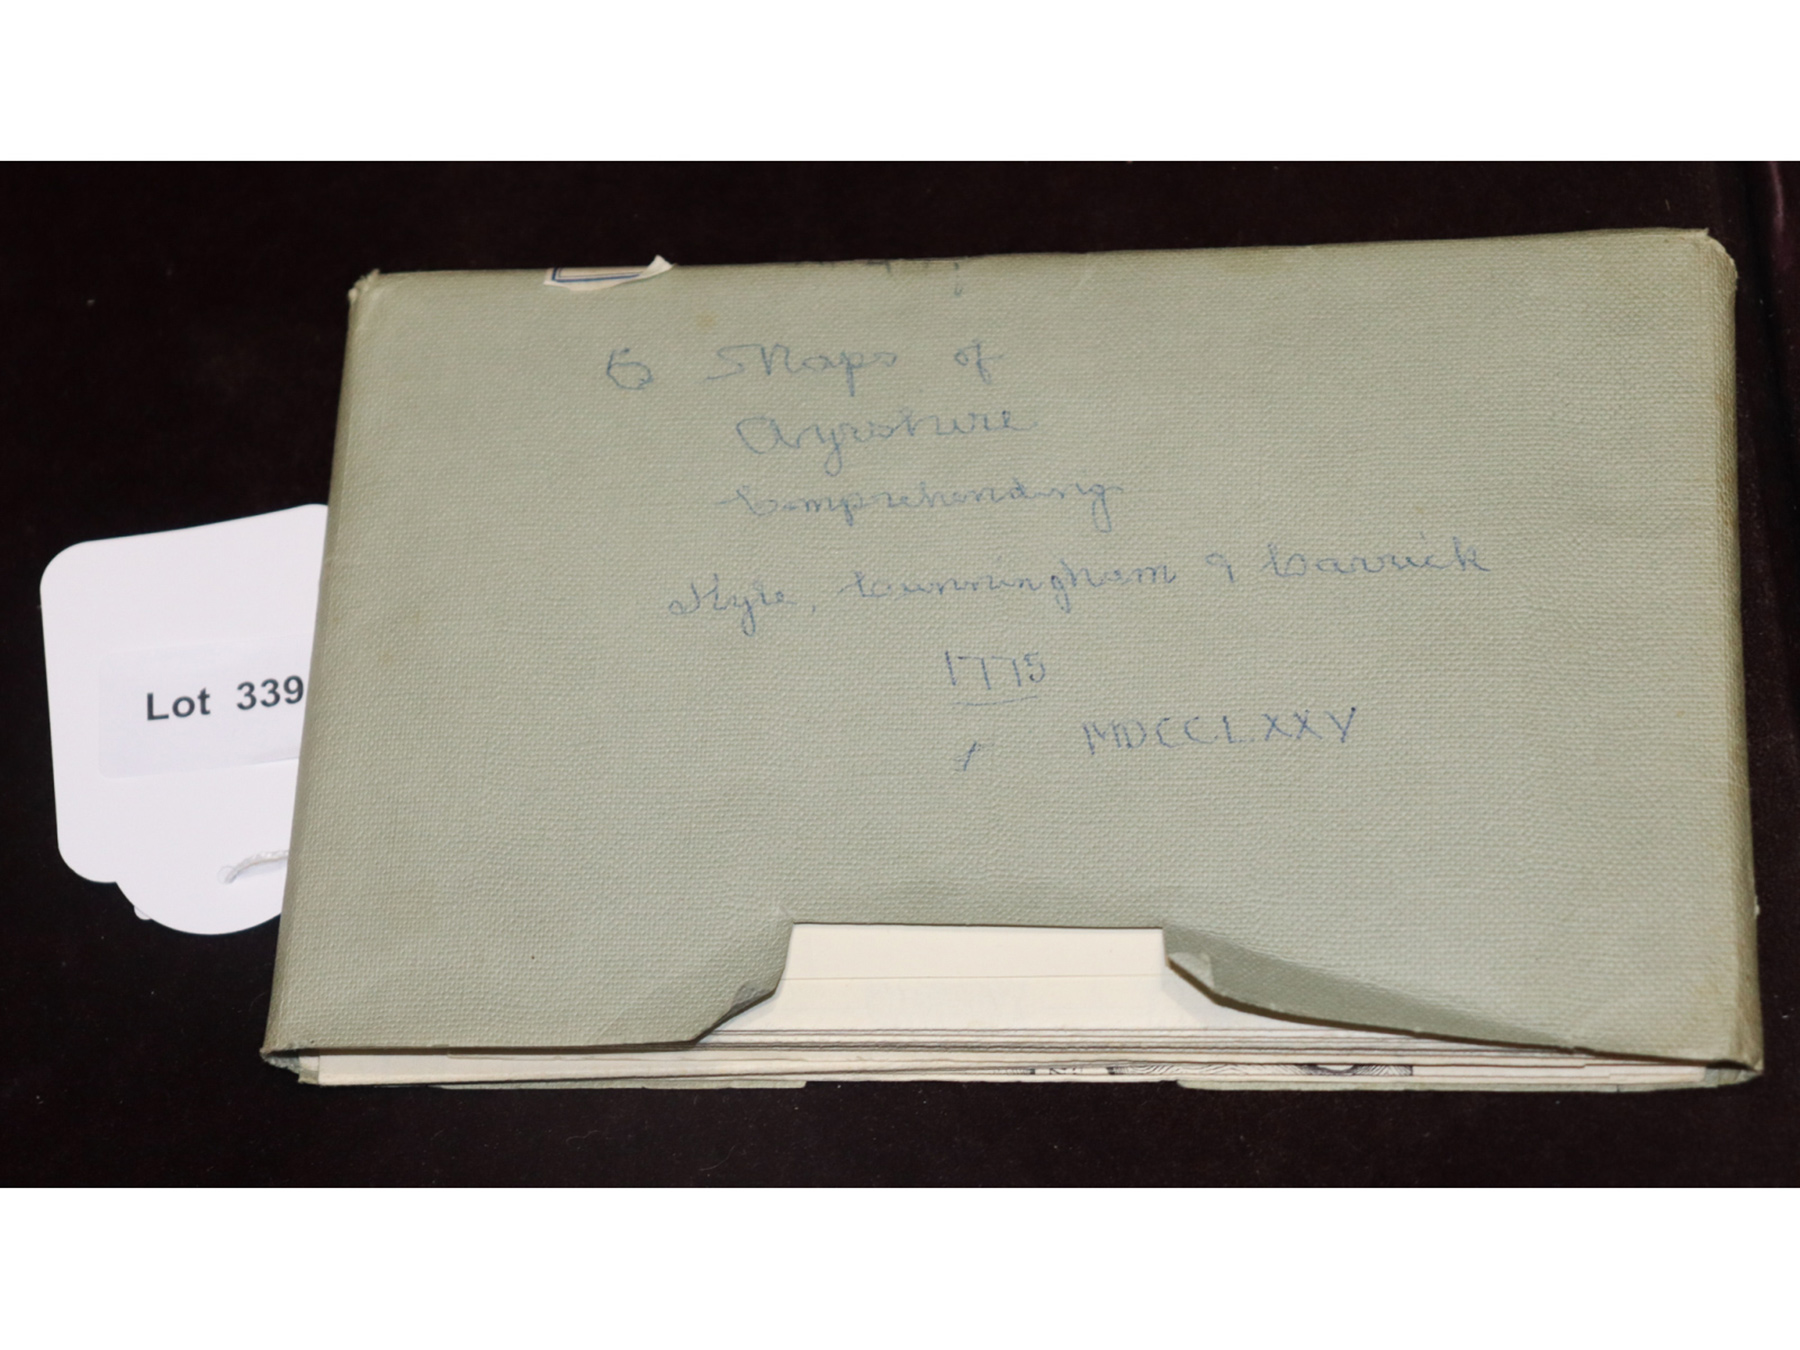 6 Maps of
Ayrshire
Comprehending
Kyle, Cunningham & Carrick
1775
MDCCLXXV
Lot 339